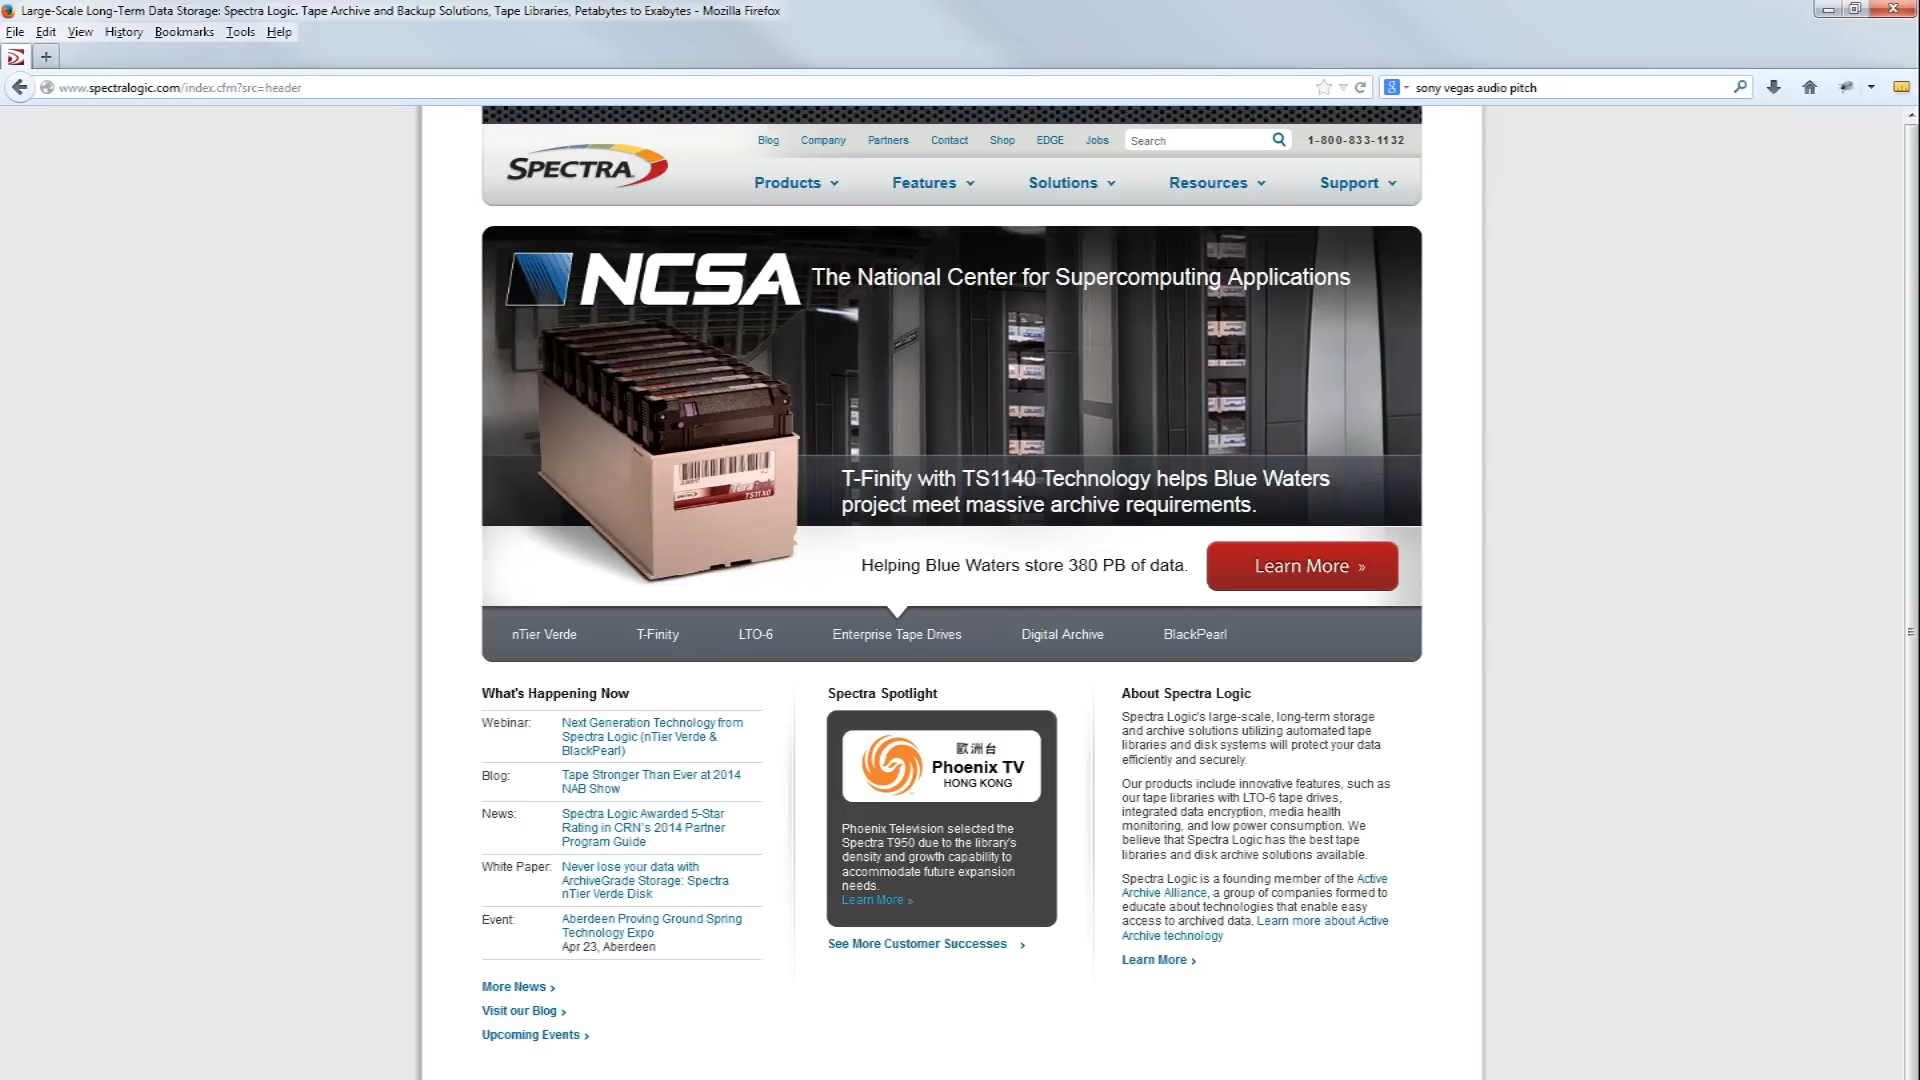 Large-Scale Long-Term Data Storage: Spectra Logic. Tape Archive and Backup Solutions, Tape Libraries, Petabytes to Exabytes - Mozilla Firefox
File Edit View History Bookmarks Tools Help
www.spectralogic.com/index.cfm?src=header
sony vegas audio pitch
Blog Company Partners Contact Shop EDGE Jobs Search 1-800-833-1132
SPECTRA
Products Features Solutions Resources Support
NCSA The National Center for Supercomputing Applications
TS1140
T-Finity with TS1140 Technology helps Blue Waters
project meet massive archive requirements.
Helping Blue Waters store 380 PB of data.
Learn More »
nTier Verde T-Finity LTO-6 Enterprise Tape Drives Digital Archive BlackPearl
What's Happening Now
Webinar: Next Generation Technology from
Spectra Logic (nTier Verde &
BlackPearl)
Blog: Tape Stronger Than Ever at 2014
NAB Show
News: Spectra Logic Awarded 5-Star
Rating in CRN's 2014 Partner
Program Guide
White Paper: Never lose your data with
ArchiveGrade Storage: Spectra
nTier Verde Disk
Event: Aberdeen Proving Ground Spring
Technology Expo
Apr 23, Aberdeen
More News ›
Visit our Blog ›
Upcoming Events ›
Spectra Spotlight
歐洲台
Phoenix TV
HONG KONG
Phoenix Television selected the
Spectra T950 due to the library's
density and growth capability to
accommodate future expansion
needs.
Learn More »
See More Customer Successes ›
About Spectra Logic
Spectra Logic's large-scale, long-term storage
and archive solutions utilizing automated tape
libraries and disk systems will protect your data
efficiently and securely.
Our products include innovative features, such as
our tape libraries with LTO-6 tape drives,
integrated data encryption, media health
monitoring, and low power consumption. We
believe that Spectra Logic has the best tape
libraries and disk archive solutions available.
Spectra Logic is a founding member of the Active
Archive Alliance, a group of companies formed to
educate about technologies that enable easy
access to archived data. Learn more about Active
Archive technology
Learn More ›